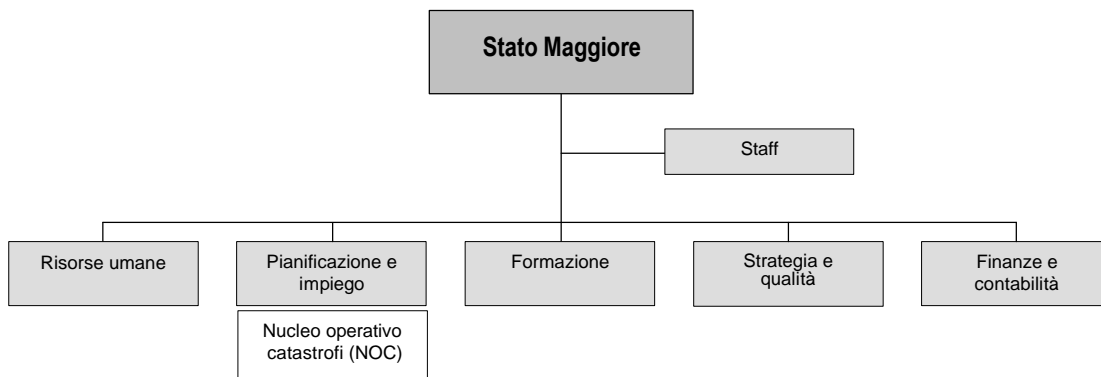 Stato Maggiore
Staff
Risorse umane
Pianificazione e
impiego
Formazione
Strategia e
qualità
Finanze e
contabilità
Nucleo operativo
catastrofi (NOC)